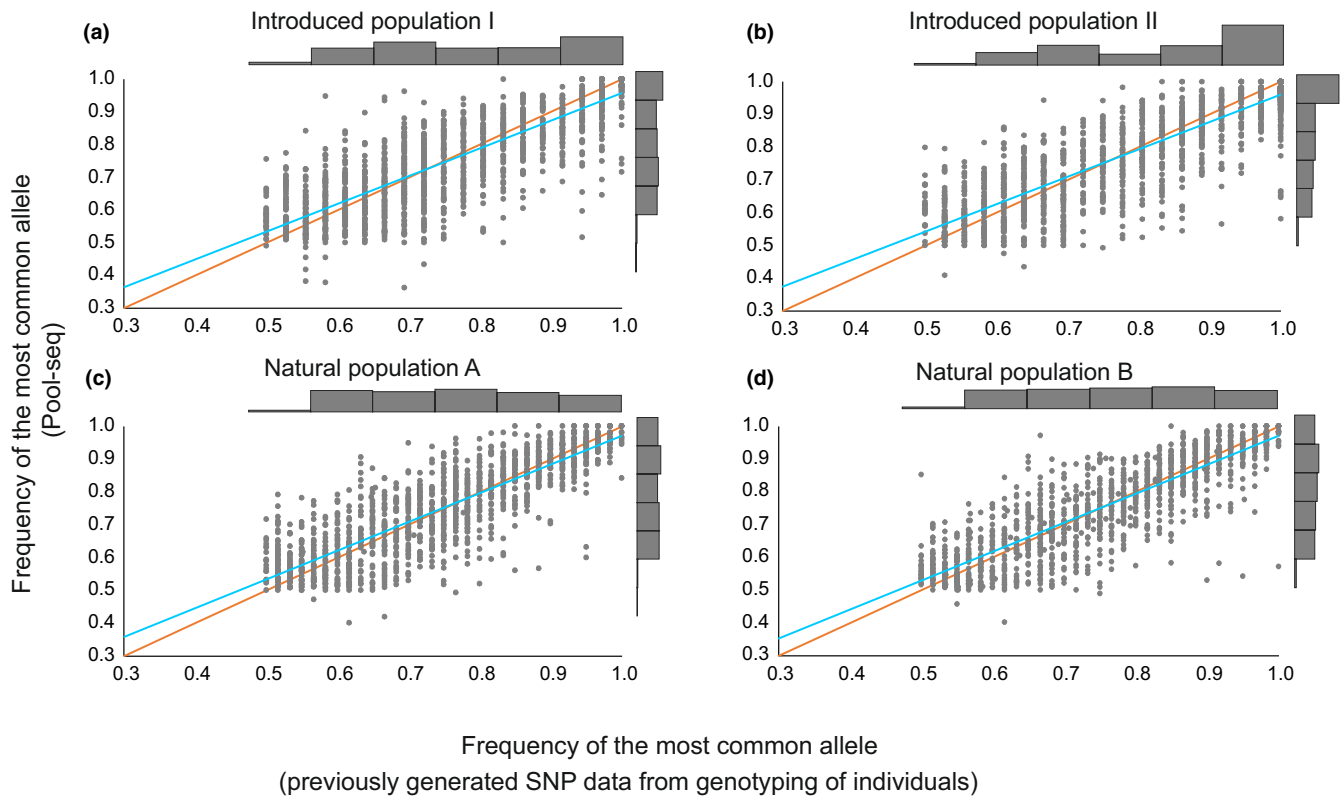 (a)
Introduced population I
1.0
0.9
0.8
0.7
0.6
0.5
0.4
0.3
0.3 0.4 0.5 0.6 0.7 0.8 0.9 1.0
(b)
Introduced population II
1.0
0.9
0.8
0.7
0.6
0.5
0.4
0.3
0.3 0.4 0.5 0.6 0.7 0.8 0.9 1.0
(c)
Natural population A
1.0
0.9
0.8
0.7
0.6
0.5
0.4
0.3
0.3 0.4 0.5 0.6 0.7 0.8 0.9 1.0
(d)
Natural population B
1.0
0.9
0.8
0.7
0.6
0.5
0.4
0.3
0.3 0.4 0.5 0.6 0.7 0.8 0.9 1.0
Frequency of the most common allele
(Pool-seq)
Frequency of the most common allele
(previously generated SNP data from genotyping of individuals)